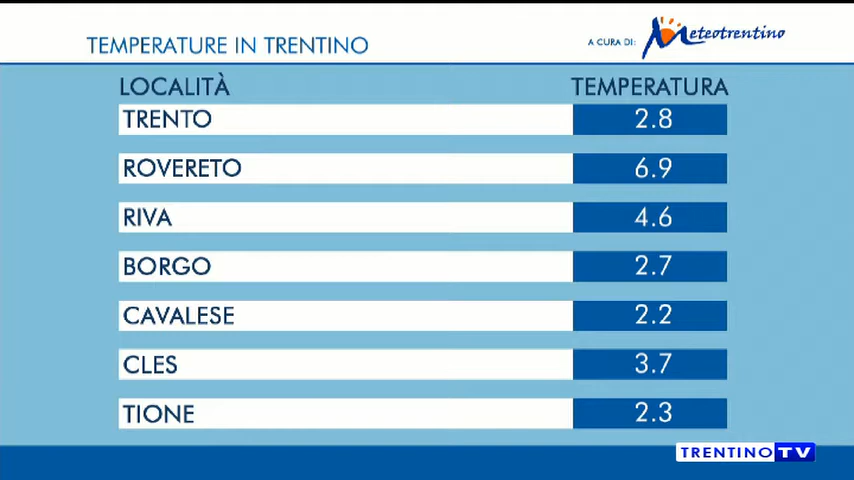 TEMPERATURE IN TRENTINO
A CURA DI: Meteotrentino
LOCALITÀ TEMPERATURA
TRENTO 2.8
ROVERETO 6.9
RIVA 4.6
BORGO 2.7
CAVALESE 2.2
CLES 3.7
TIONE 2.3
TRENTINO TV